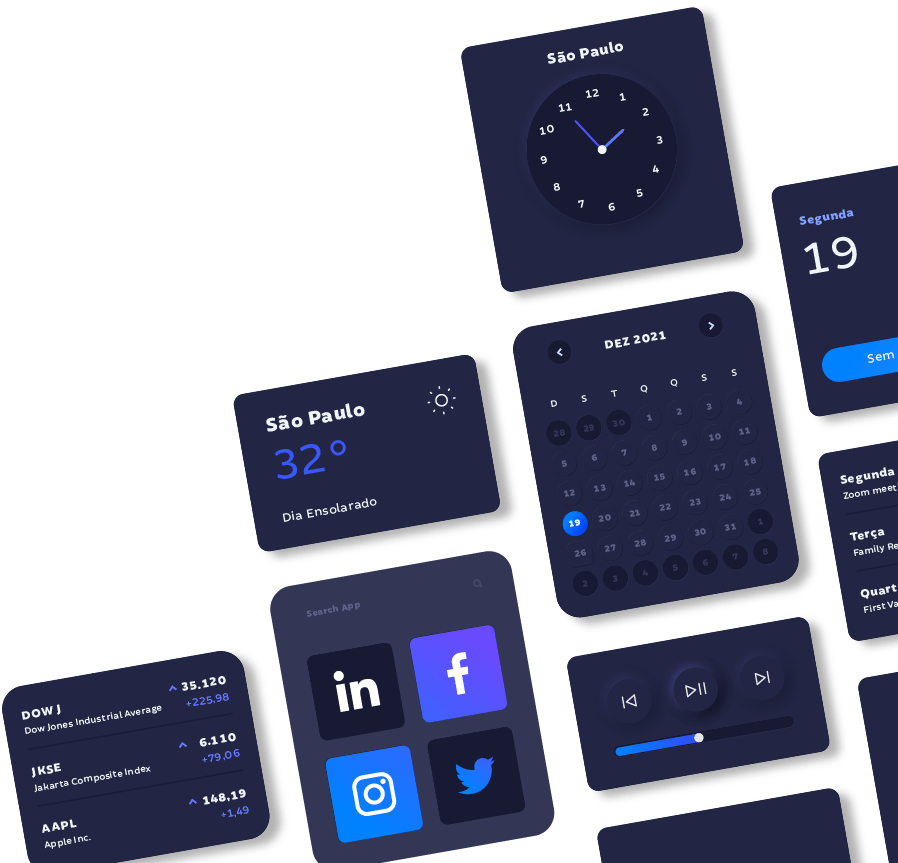 São Paulo
12
1
2
3
4
5
6
7
8
9
10
11
Segunda
19
Sem
DEZ 2021
D S T Q Q S S
28 29 30 1 2 3 4
5 6 7 8 9 10 11
12 13 14 15 16 17 18
19 20 21 22 23 24 25
26 27 28 29 30 31 1
2 3 4 5 6 7 8
São Paulo
32°
Dia Ensolarado
Segunda
Zoom meet
Terça
Family Re
Quart
First Va
Search App
in
f
DOW J 35.120
Dow Jones Industrial Average +225,98
JKSE 6.110
Jakarta Composite Index +79,06
AAPL 148,19
Apple Inc. +1,49